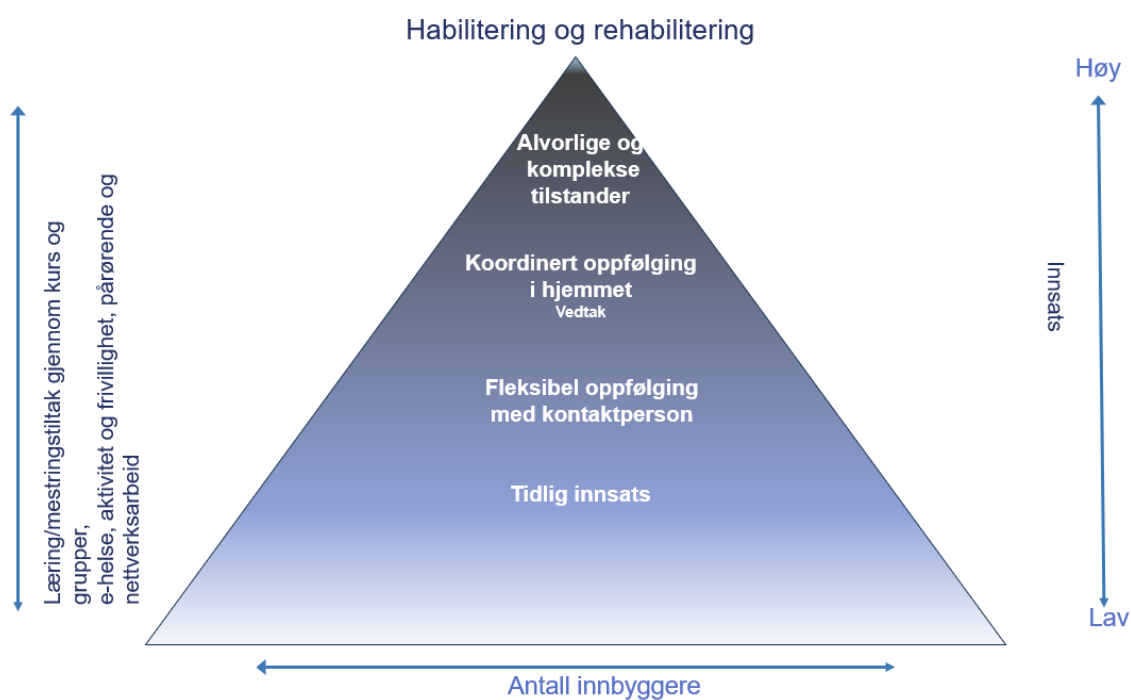 Habilitering og rehabilitering
Høy
Alvorlige og
komplekse
tilstander
Koordinert oppfølging
i hjemmet
Vedtak
Fleksibel oppfølging
med kontaktperson
Tidlig innsats
Læring/mestringstiltak gjennom kurs og
grupper,
e-helse, aktivitet og frivillighet, pårørende og
nettverksarbeid
Innsats
Lav
Antall innbyggere